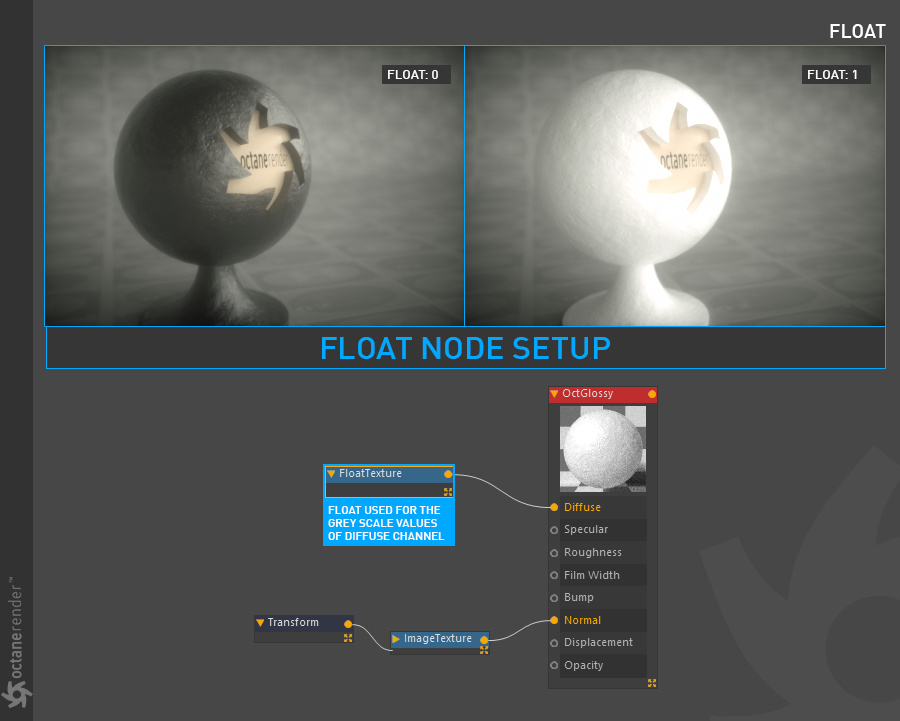 FLOAT
FLOAT: 0
FLOAT: 1
octanerender
octanerender
FLOAT NODE SETUP
OctGlossy
FloatTexture
FLOAT USED FOR THE
GREY SCALE VALUES
OF DIFFUSE CHANNEL
Diffuse
Specular
Roughness
Film Width
Bump
Normal
Displacement
Opacity
Transform
ImageTexture
octanerender™